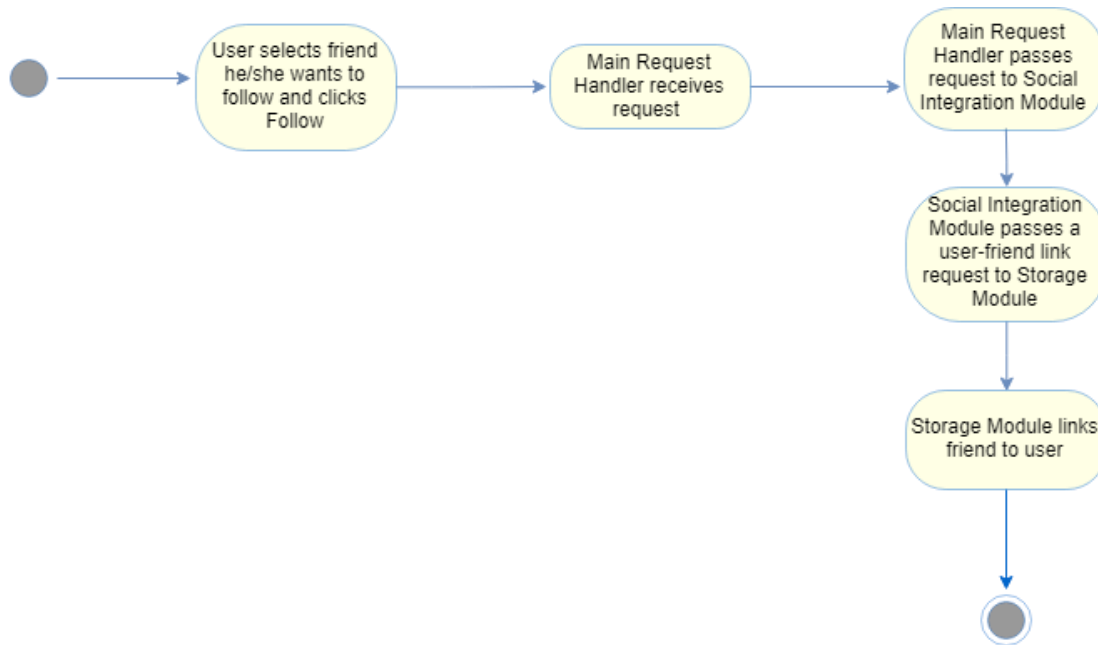 User selects friend
he/she wants to
follow and clicks
Follow
Main Request
Handler receives
request
Main Request
Handler passes
request to Social
Integration Module
Social Integration
Module passes a
user-friend link
request to Storage
Module
Storage Module links
friend to user